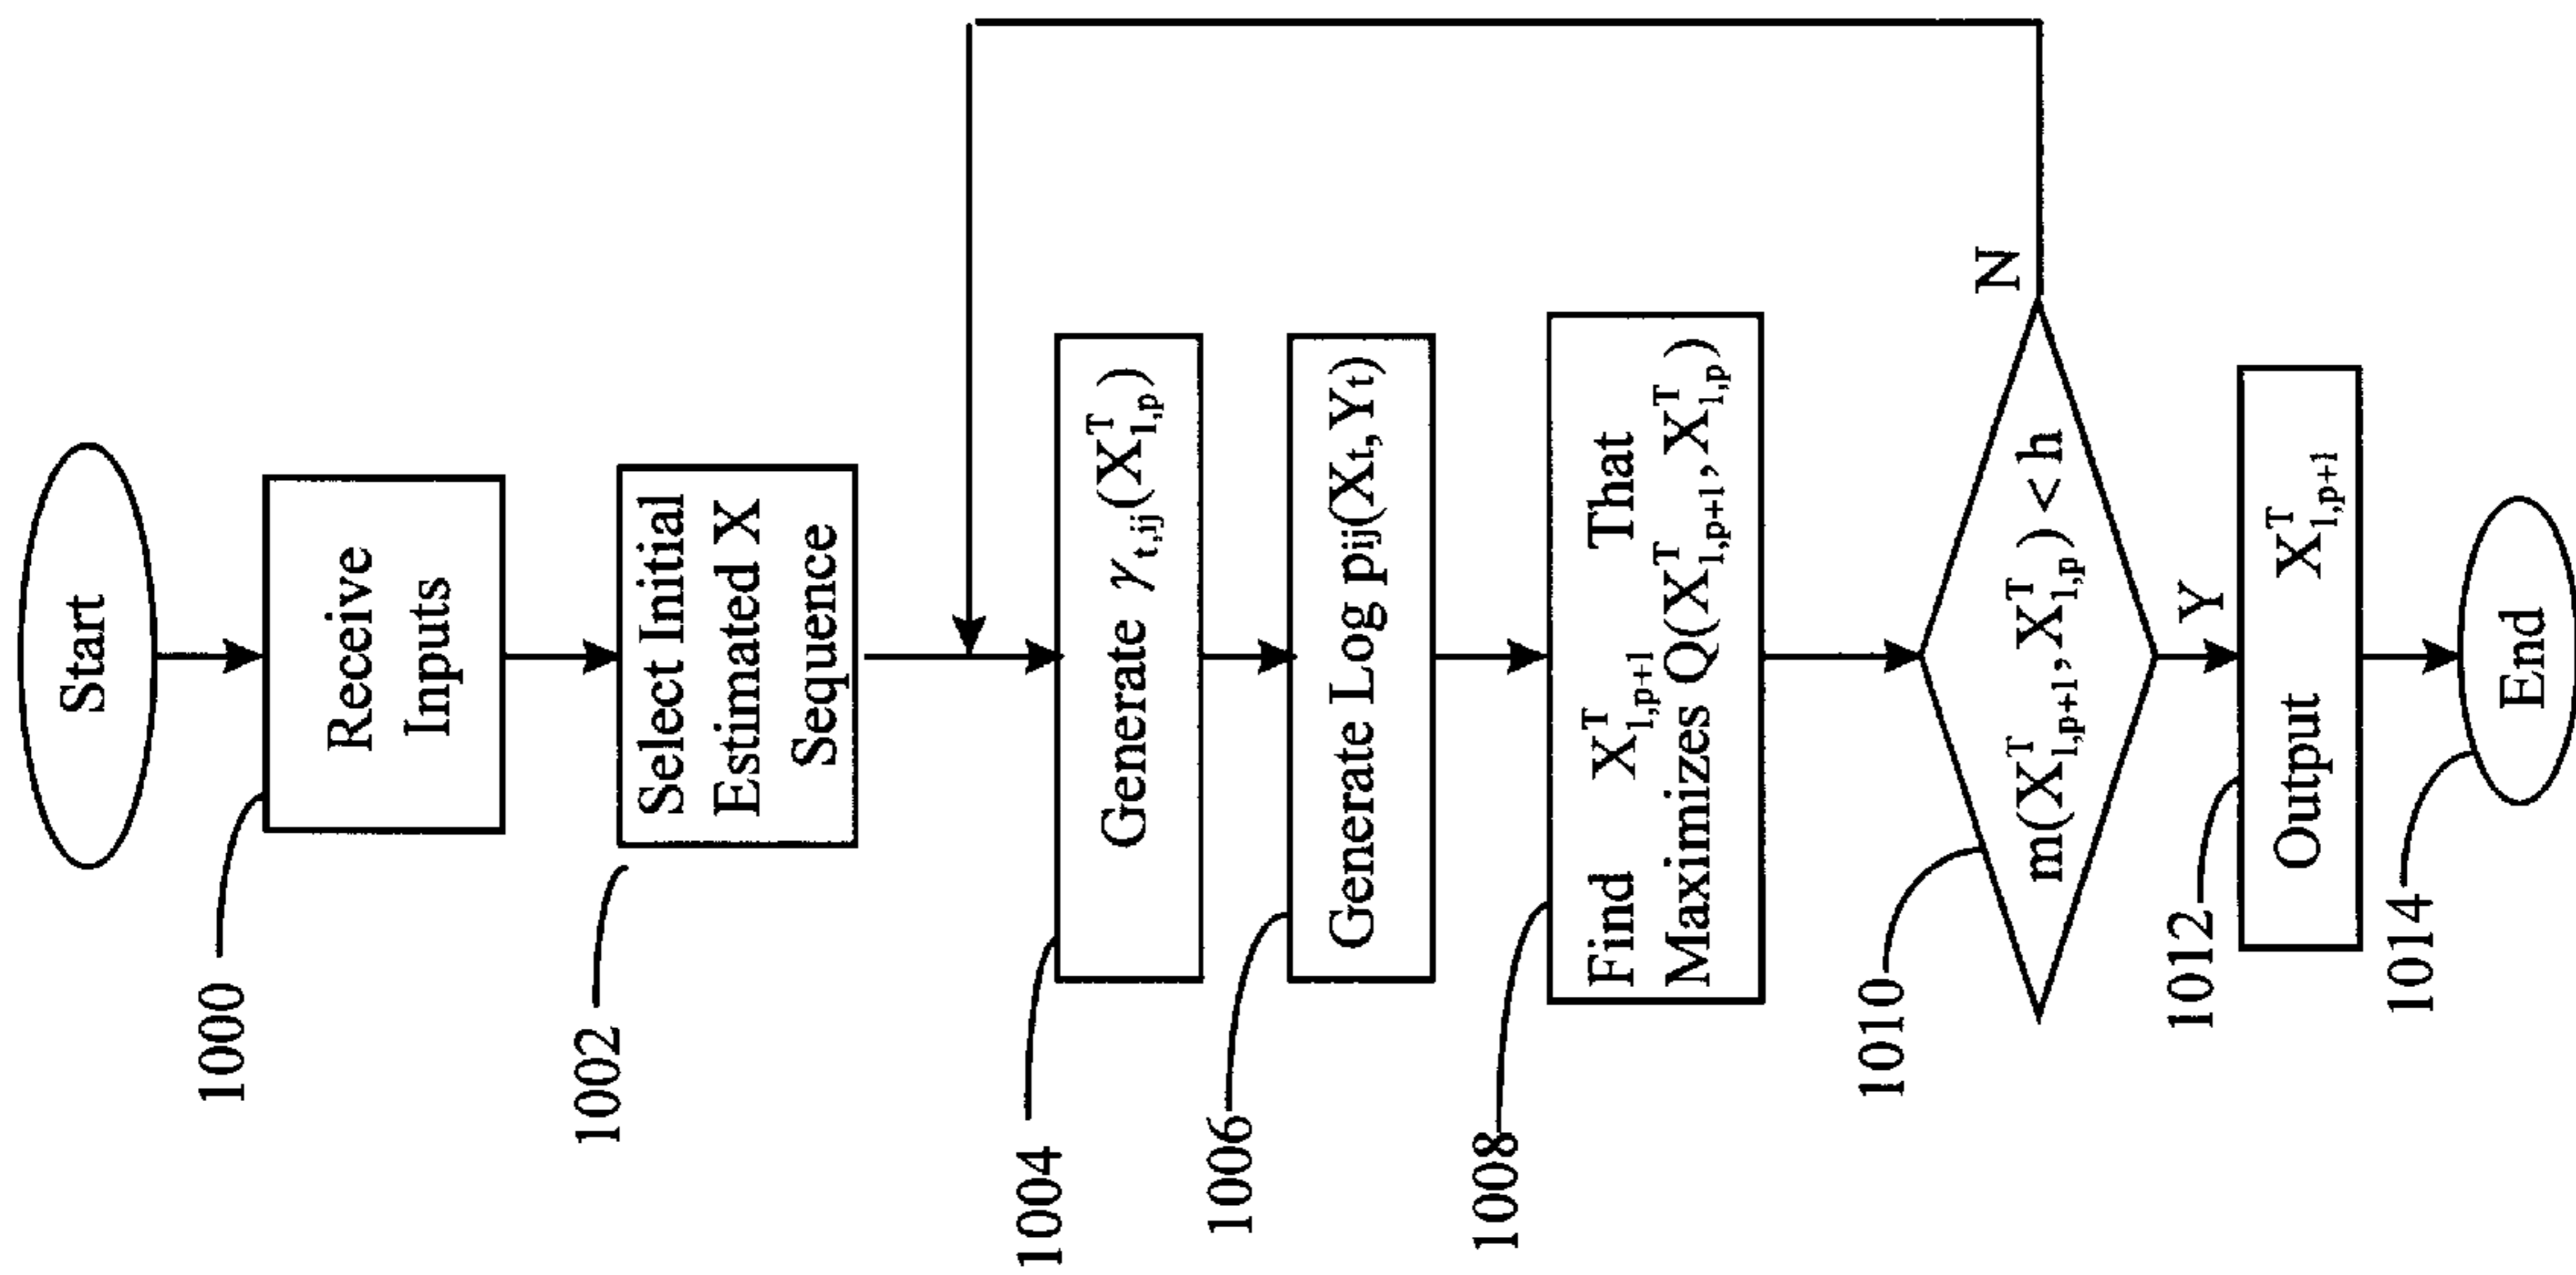 Start
1000
Receive
Inputs
1002
Select Initial
Estimated X
Sequence
1004
Generate γ_{t,ij}(X^T_{1,p})
1006
Generate Log p_{ij}(X_t,Y_t)
1008
Find X^T_{1,p+1} That
Maximizes Q(X^T_{1,p+1},X^T_{1,p})
1010
m(X^T_{1,p+1},X^T_{1,p}) < h
N
Y
1012
Output X^T_{1,p+1}
1014
End